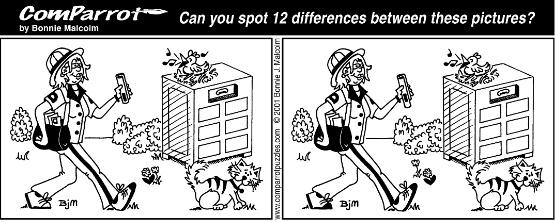 ComParrot
by Bonnie Malcolm
Can you spot 12 differences between these pictures?
BJM
www.comparrotpuzzles.com © 2001 Bonnie J. Malcolm
BJM